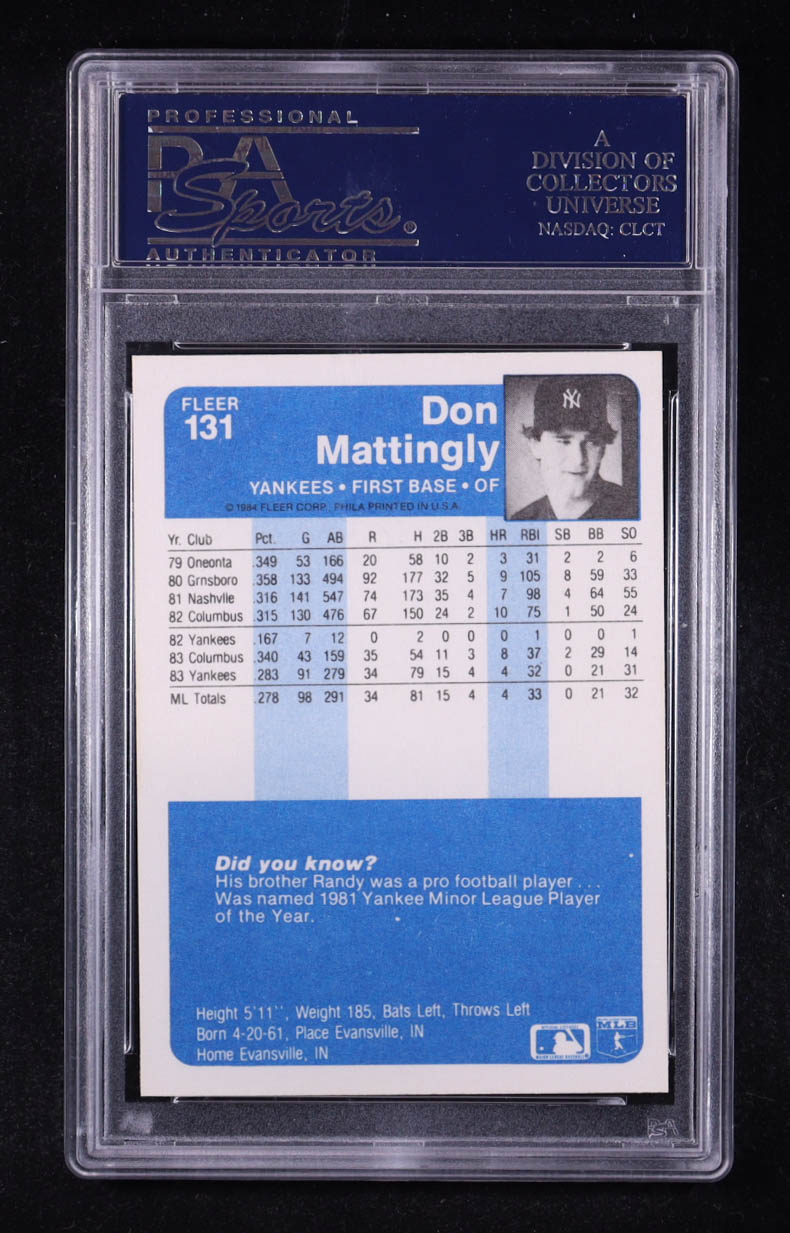 PROFESSIONAL
PSA
Sports®
AUTHENTICATOR
A
DIVISION OF
COLLECTORS
UNIVERSE
NASDAQ: CLCT
FLEER
131
Don
Mattingly
YANKEES • FIRST BASE • OF
© 1984 FLEER CORP. PHILA PRINTED IN U.S.A.
NY
Yr. Club Pct. G AB R H 2B 3B HR RBI SB BB SO
79 Oneonta .349 53 166 20 58 10 2 3 31 2 2 6
80 Grnsboro .358 133 494 92 177 32 5 9 105 8 59 33
81 Nashvlle .316 141 547 74 173 35 4 7 98 4 64 55
82 Columbus .315 130 476 67 150 24 2 10 75 1 50 24
82 Yankees .167 7 12 0 2 0 0 0 1 0 0 1
83 Columbus .340 43 159 35 54 11 3 8 37 2 29 14
83 Yankees .283 91 279 34 79 15 4 4 32 0 21 31
ML Totals .278 98 291 34 81 15 4 4 33 0 21 32
Did you know?
His brother Randy was a pro football player . . .
Was named 1981 Yankee Minor League Player
of the Year.
Height 5'11'', Weight 185, Bats Left, Throws Left
Born 4-20-61, Place Evansville, IN
Home Evansville, IN
MLB
PSA